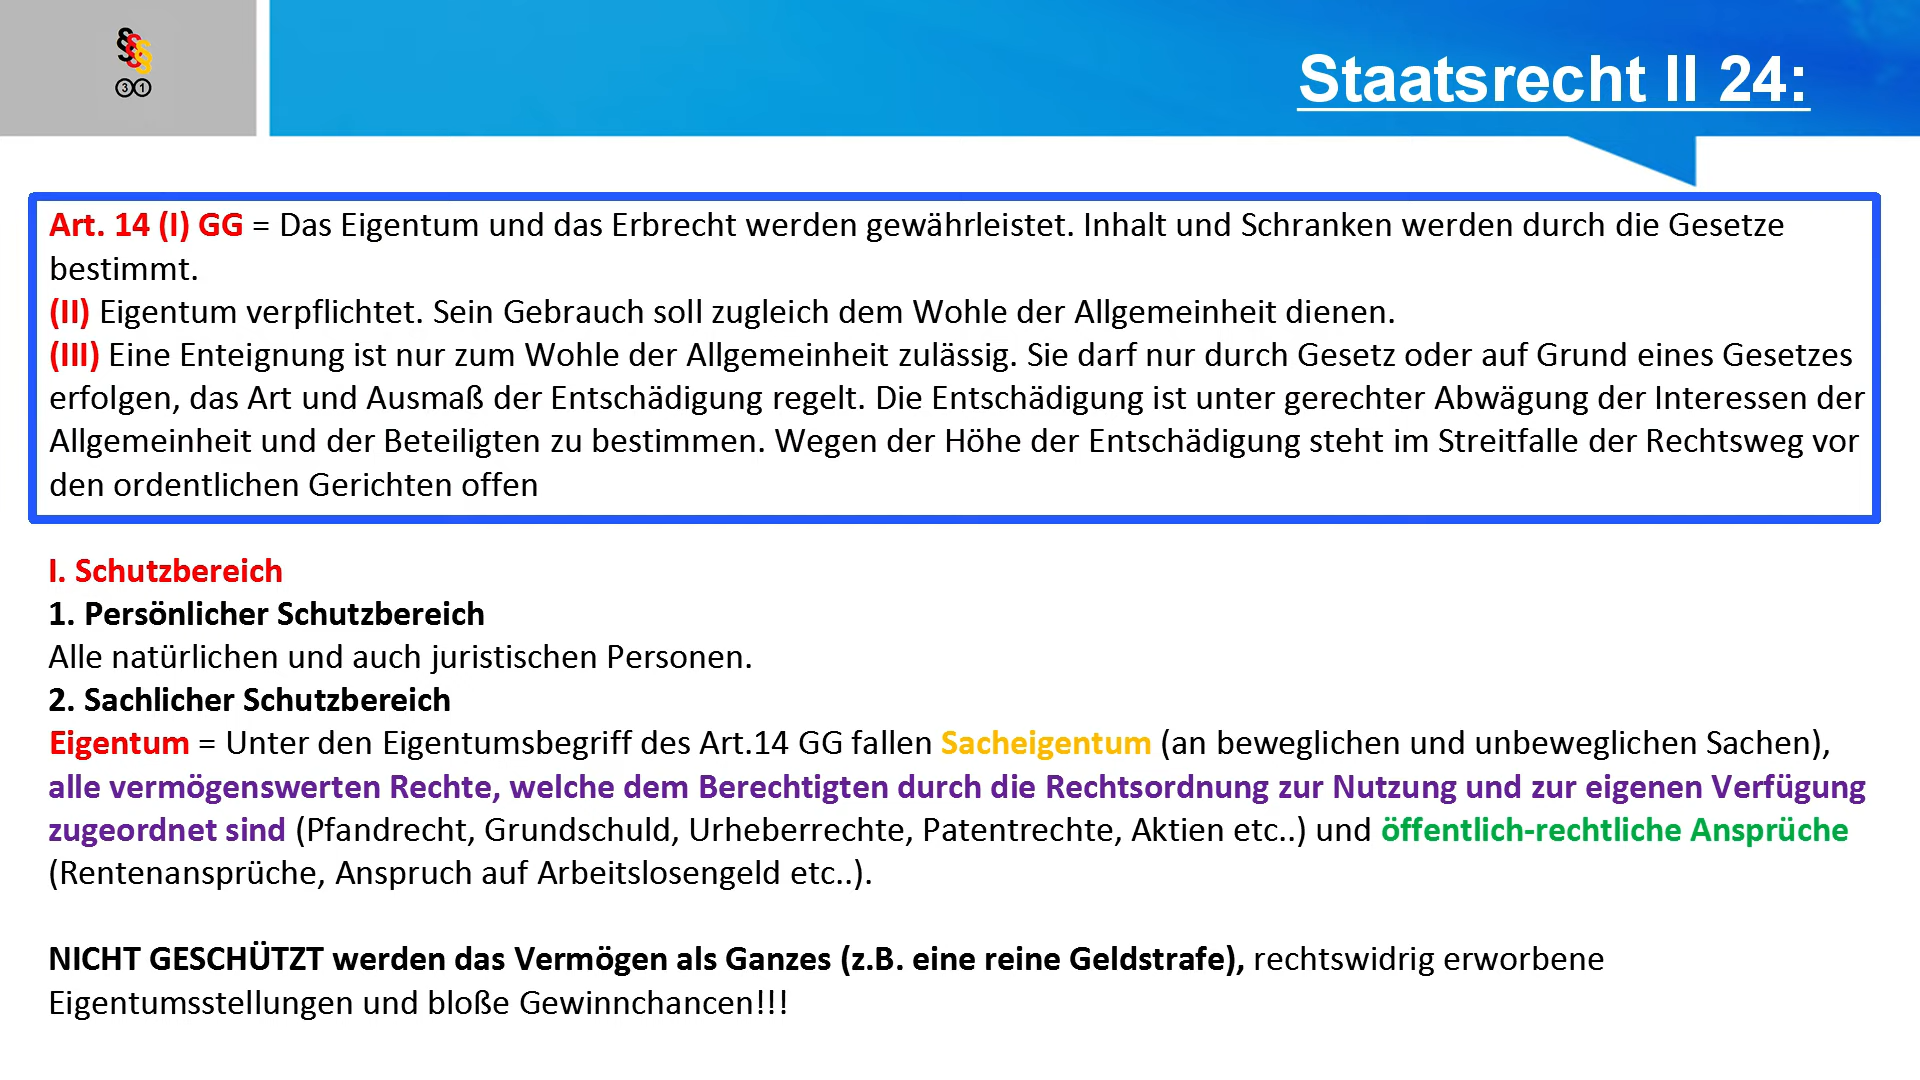 §§§
31
Staatsrecht II 24:
Art. 14 (I) GG = Das Eigentum und das Erbrecht werden gewährleistet. Inhalt und Schranken werden durch die Gesetze
bestimmt.
(II) Eigentum verpflichtet. Sein Gebrauch soll zugleich dem Wohle der Allgemeinheit dienen.
(III) Eine Enteignung ist nur zum Wohle der Allgemeinheit zulässig. Sie darf nur durch Gesetz oder auf Grund eines Gesetzes
erfolgen, das Art und Ausmaß der Entschädigung regelt. Die Entschädigung ist unter gerechter Abwägung der Interessen der
Allgemeinheit und der Beteiligten zu bestimmen. Wegen der Höhe der Entschädigung steht im Streitfalle der Rechtsweg vor
den ordentlichen Gerichten offen
I. Schutzbereich
1. Persönlicher Schutzbereich
Alle natürlichen und auch juristischen Personen.
2. Sachlicher Schutzbereich
Eigentum = Unter den Eigentumsbegriff des Art.14 GG fallen Sacheigentum (an beweglichen und unbeweglichen Sachen),
alle vermögenswerten Rechte, welche dem Berechtigten durch die Rechtsordnung zur Nutzung und zur eigenen Verfügung
zugeordnet sind (Pfandrecht, Grundschuld, Urheberrechte, Patentrechte, Aktien etc..) und öffentlich-rechtliche Ansprüche
(Rentenansprüche, Anspruch auf Arbeitslosengeld etc..).
NICHT GESCHÜTZT werden das Vermögen als Ganzes (z.B. eine reine Geldstrafe), rechtswidrig erworbene
Eigentumsstellungen und bloße Gewinnchancen!!!